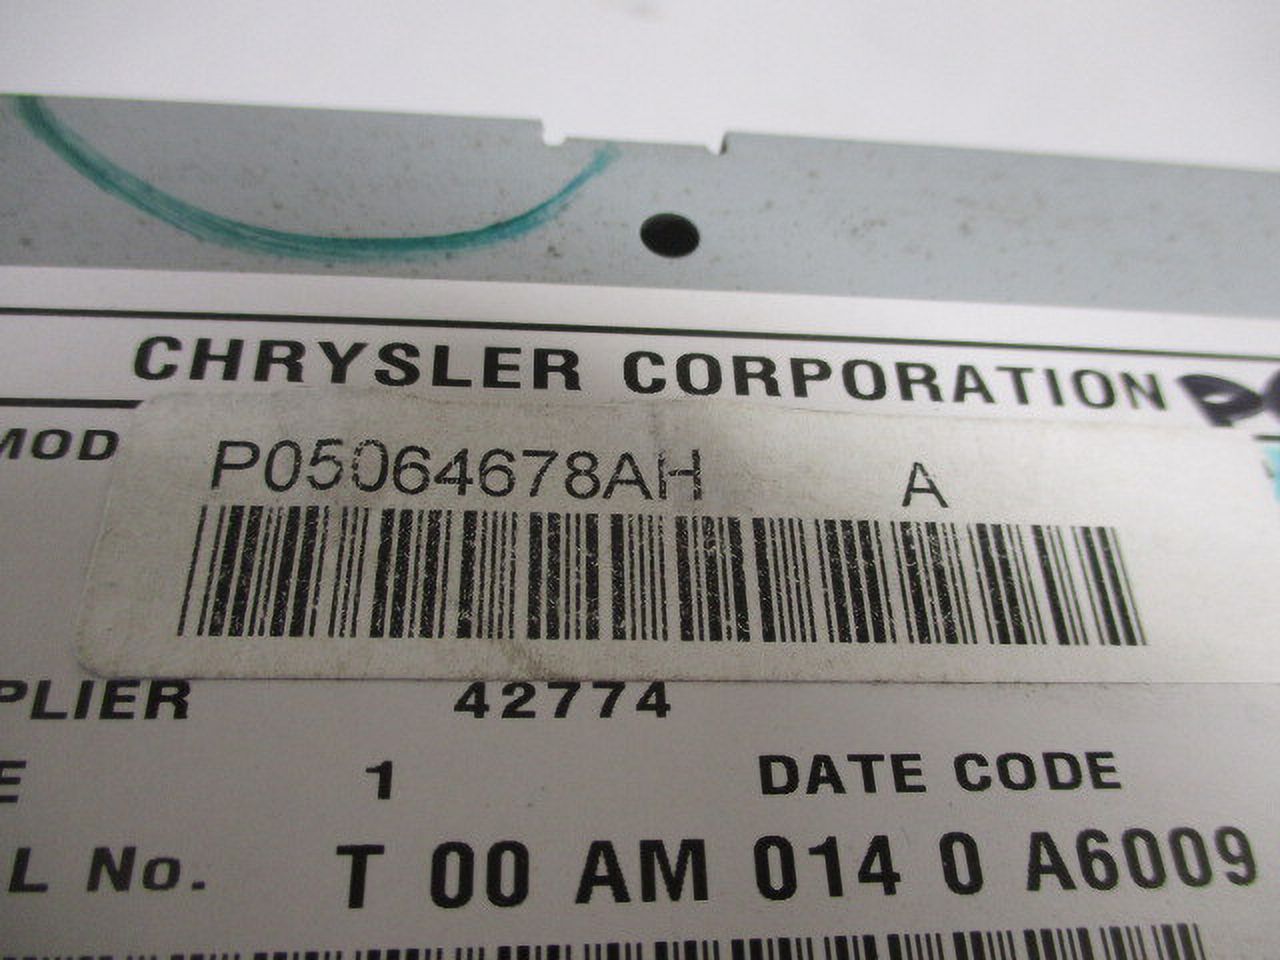 CHRYSLER CORPORATION
MOD
P05064678AH A
PLIER 42774
E 1 DATE CODE
L No. T 00 AM 014 0 A6009